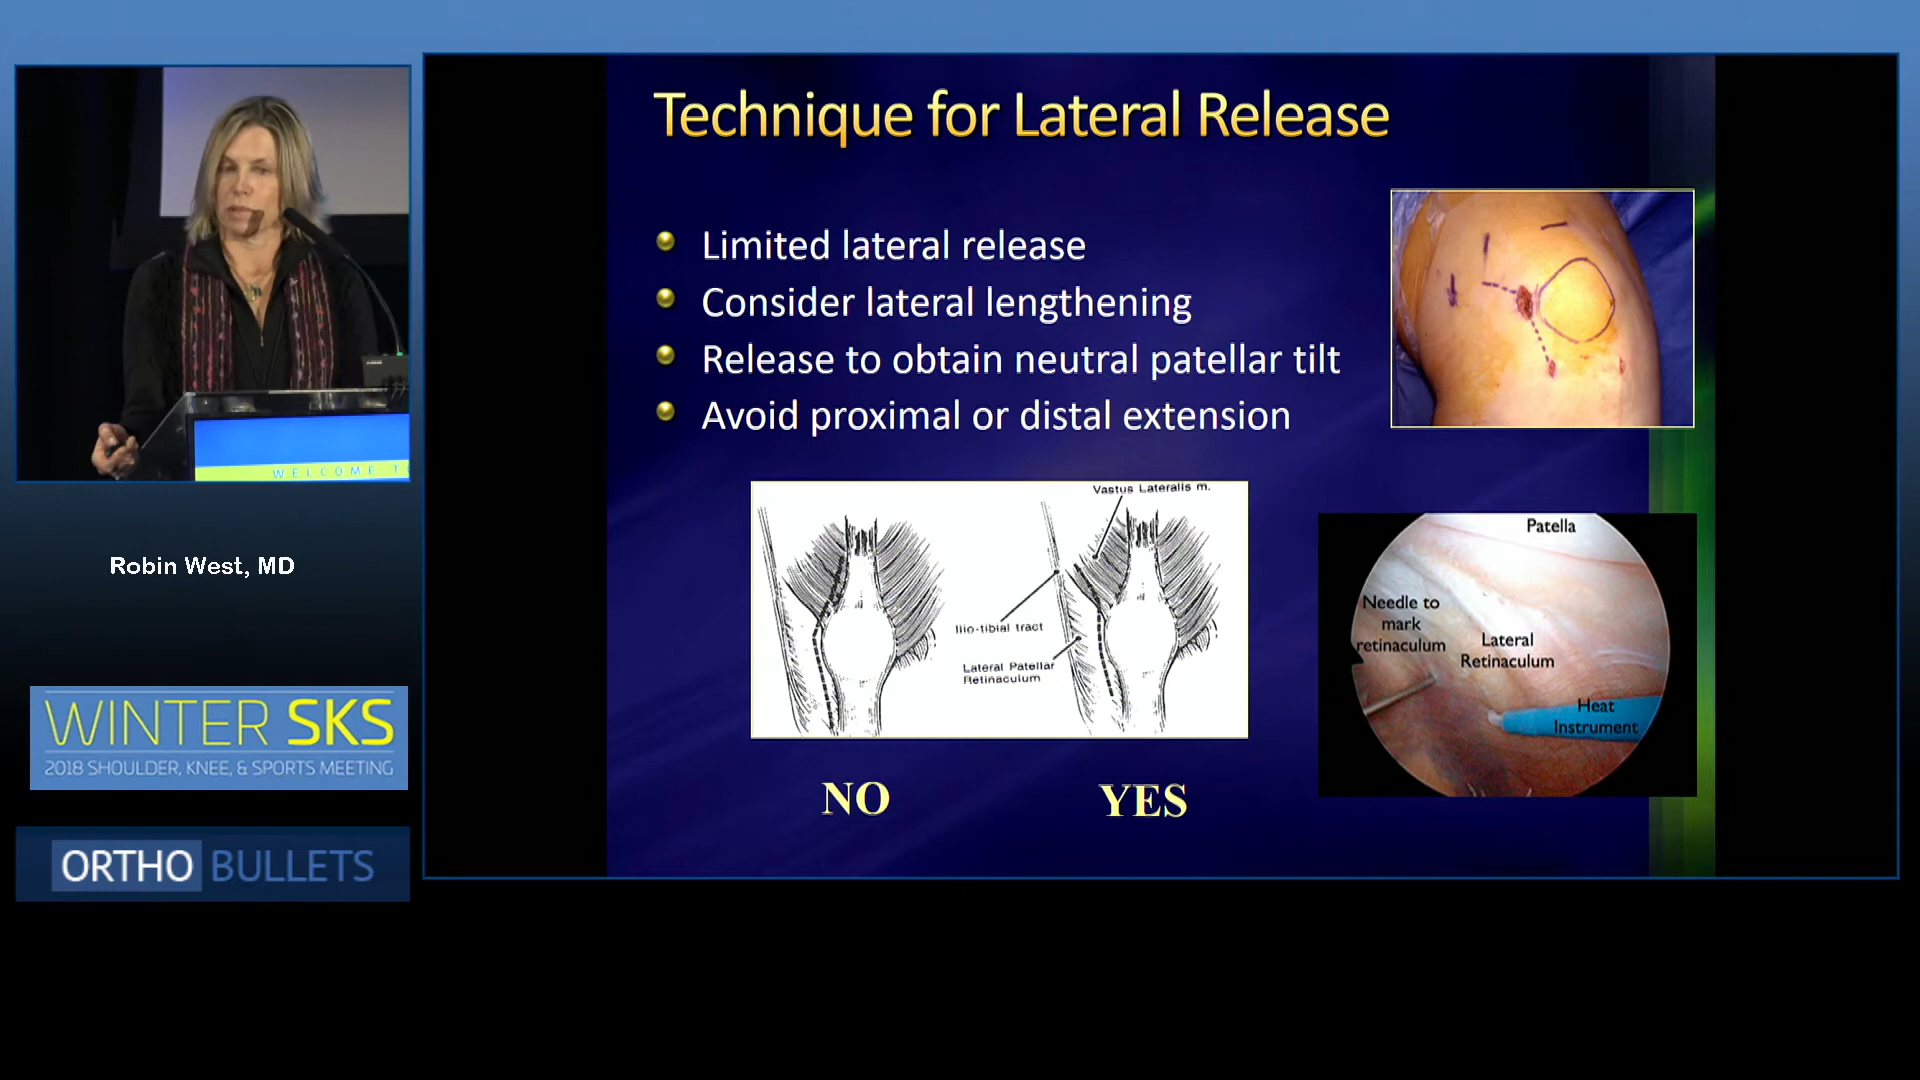 Technique for Lateral Release
Limited lateral release
Consider lateral lengthening
Release to obtain neutral patellar tilt
Avoid proximal or distal extension
Vastus Lateralis m.
Ilio-tibial tract
Lateral Patellar
Retinaculum
NO
YES
Patella
Needle to
mark
retinaculum
Lateral
Retinaculum
Heat
Instrument
WELCOME
Robin West, MD
WINTER SKS
2018 SHOULDER, KNEE, & SPORTS MEETING
ORTHO BULLETS